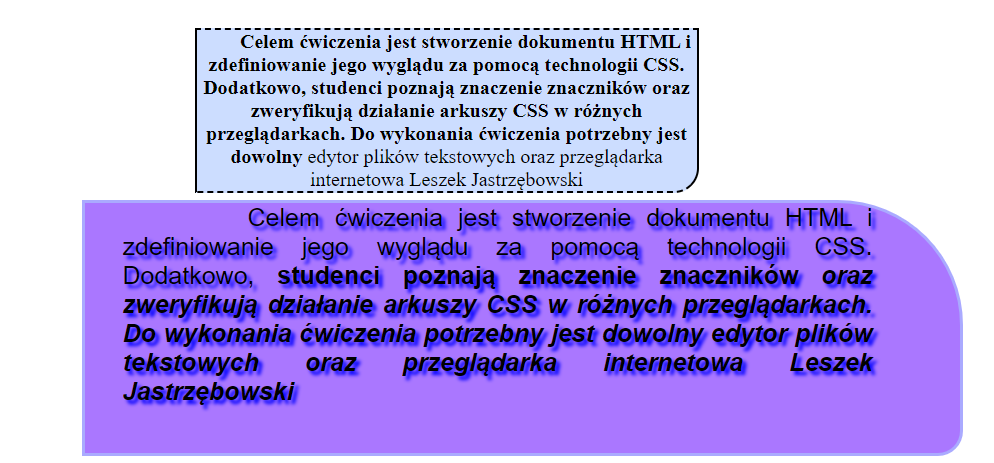 Celem ćwiczenia jest stworzenie dokumentu HTML i
zdefiniowanie jego wyglądu za pomocą technologii CSS.
Dodatkowo, studenci poznają znaczenie znaczników oraz
zweryfikują działanie arkuszy CSS w różnych
przeglądarkach. Do wykonania ćwiczenia potrzebny jest
dowolny edytor plików tekstowych oraz przeglądarka
internetowa Leszek Jastrzębowski
Celem ćwiczenia jest stworzenie dokumentu HTML i
zdefiniowanie jego wyglądu za pomocą technologii CSS.
Dodatkowo, studenci poznają znaczenie znaczników oraz
zweryfikują działanie arkuszy CSS w różnych przeglądarkach.
Do wykonania ćwiczenia potrzebny jest dowolny edytor plików
tekstowych oraz przeglądarka internetowa Leszek
Jastrzębowski